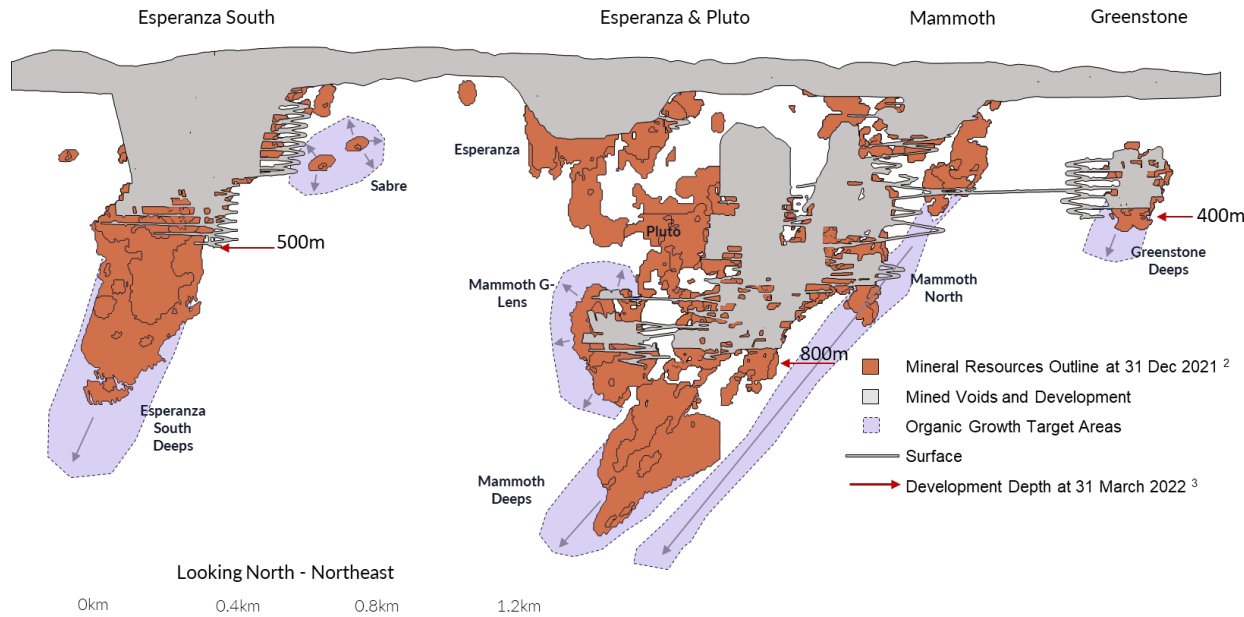 Esperanza South
Esperanza & Pluto
Mammoth
Greenstone
Esperanza
Sabre
Pluto
500m
400m
Greenstone
Deeps
Mammoth G-
Lens
Mammoth
North
800m
Mineral Resources Outline at 31 Dec 2021 2
Mined Voids and Development
Organic Growth Target Areas
Surface
Development Depth at 31 March 2022 3
Esperanza
South
Deeps
Mammoth
Deeps
Looking North - Northeast
0km
0.4km
0.8km
1.2km